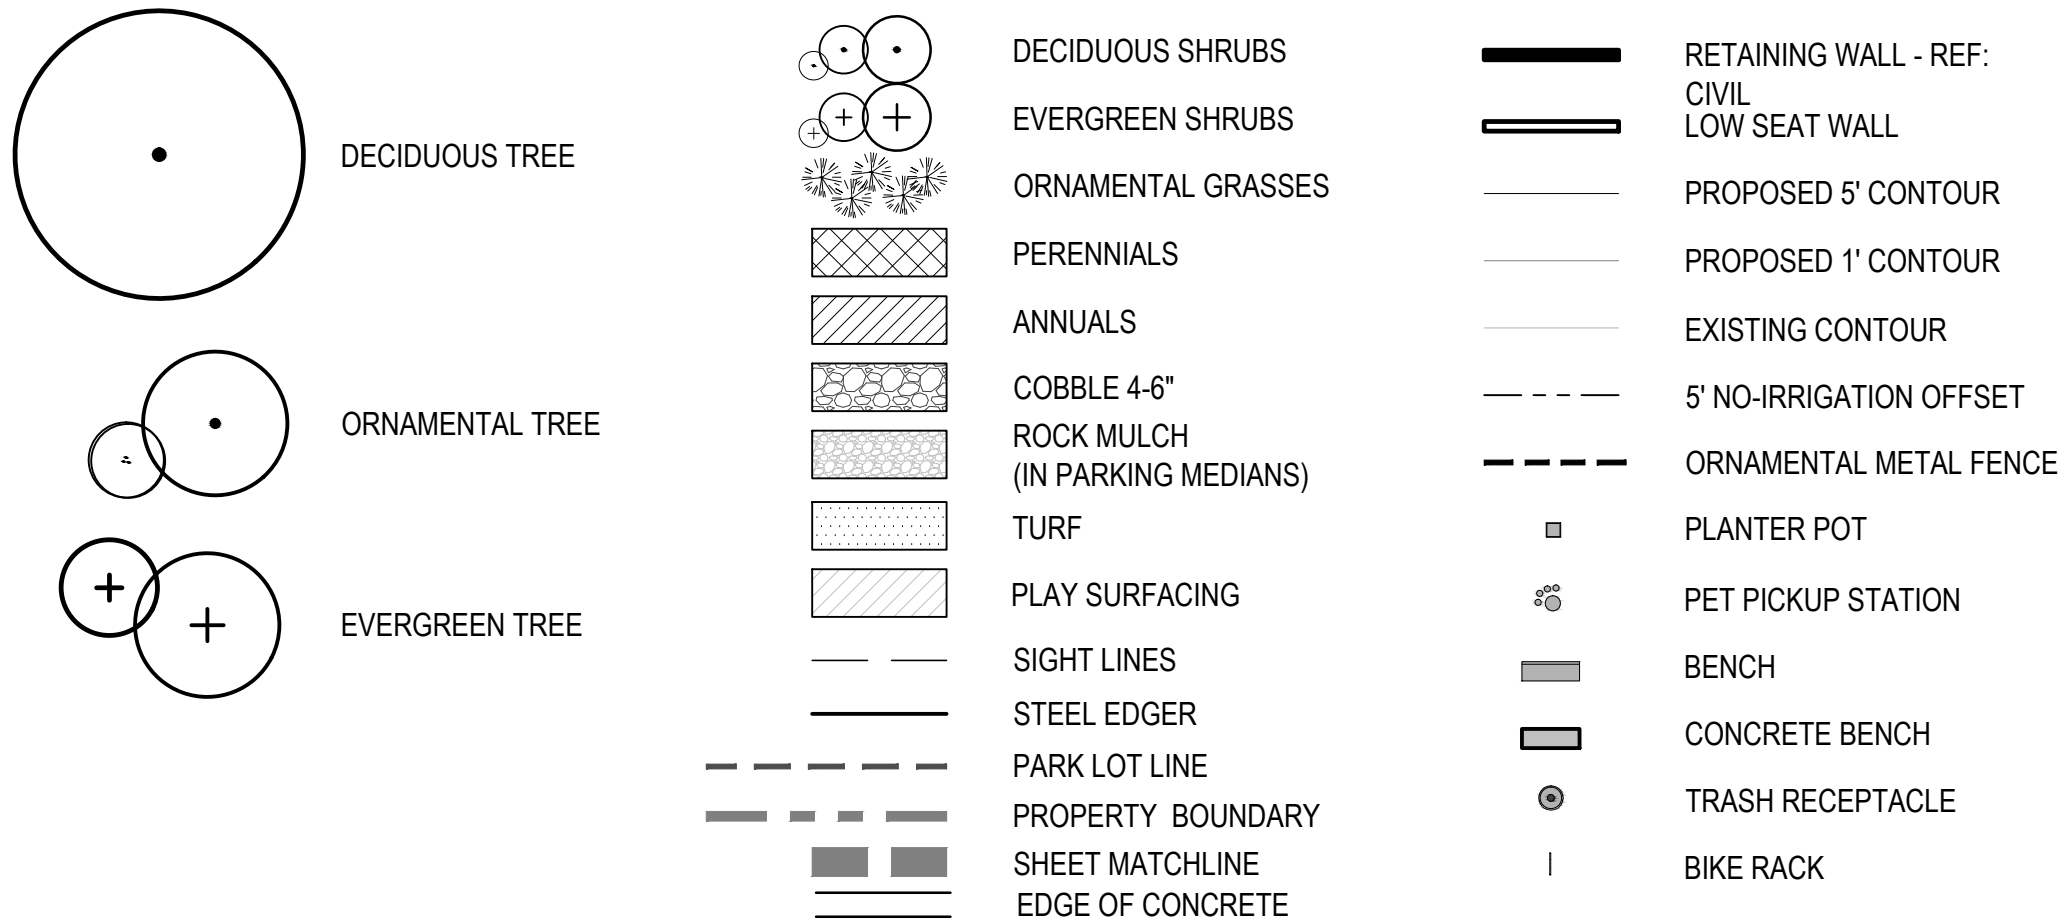 DECIDUOUS TREE
ORNAMENTAL TREE
EVERGREEN TREE
DECIDUOUS SHRUBS
EVERGREEN SHRUBS
ORNAMENTAL GRASSES
PERENNIALS
ANNUALS
COBBLE 4-6"
ROCK MULCH
(IN PARKING MEDIANS)
TURF
PLAY SURFACING
SIGHT LINES
STEEL EDGER
PARK LOT LINE
PROPERTY BOUNDARY
SHEET MATCHLINE
EDGE OF CONCRETE
RETAINING WALL - REF:
CIVIL
LOW SEAT WALL
PROPOSED 5' CONTOUR
PROPOSED 1' CONTOUR
EXISTING CONTOUR
5' NO-IRRIGATION OFFSET
ORNAMENTAL METAL FENCE
PLANTER POT
PET PICKUP STATION
BENCH
CONCRETE BENCH
TRASH RECEPTACLE
BIKE RACK